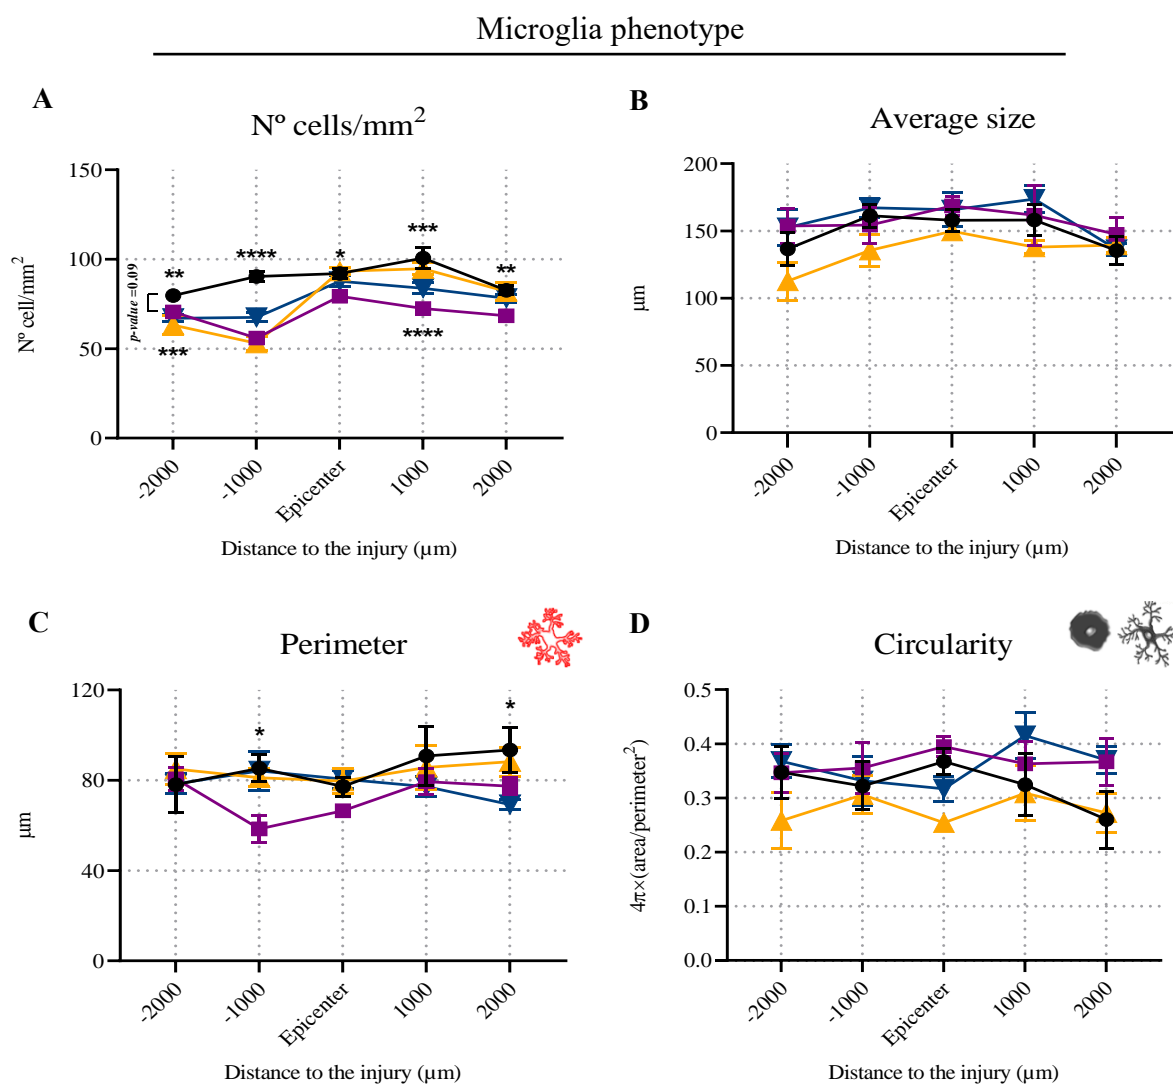 Microglia phenotype
A
Nº cells/mm²
Nº cell/mm²
150
100
50
0
p-value =0.09
**
***
****
*
***
****
**
-2000
-1000
Epicenter
1000
2000
Distance to the injury (µm)
B
Average size
µm
200
150
100
50
0
-2000
-1000
Epicenter
1000
2000
Distance to the injury (µm)
C
Perimeter
µm
120
80
40
0
*
*
-2000
-1000
Epicenter
1000
2000
Distance to the injury (µm)
D
Circularity
4π×(area/perimeter²)
0.5
0.4
0.3
0.2
0.1
0.0
-2000
-1000
Epicenter
1000
2000
Distance to the injury (µm)